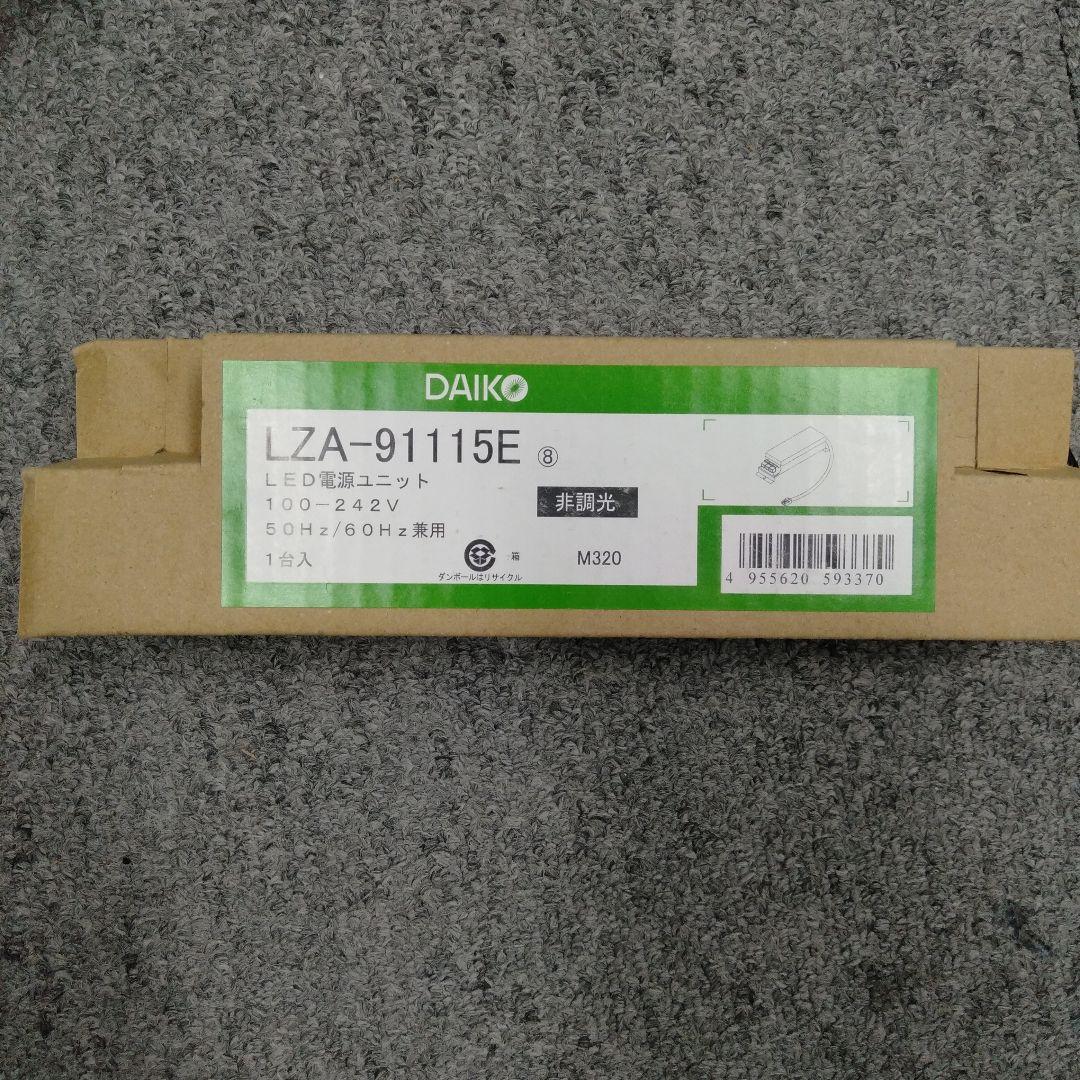 DAIKO
LZA-91115E ⑧
LED電源ユニット
100-242V
50Hz/60Hz兼用
1台入
非調光
箱
ダンボールはリサイクル
M320
4 955620 593370